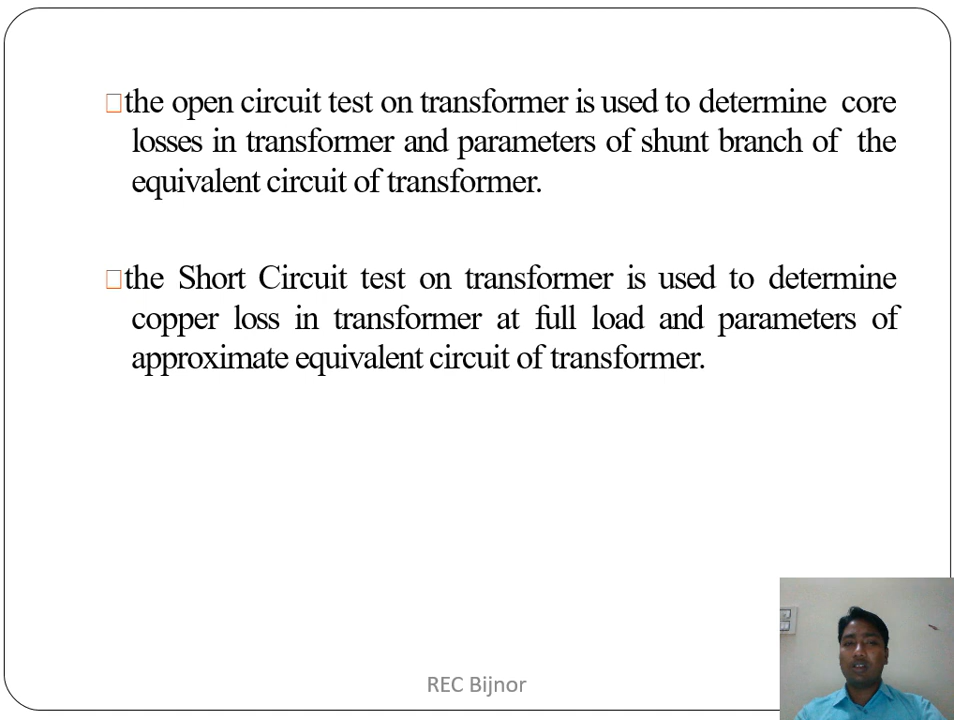 the open circuit test on transformer is used to determine core
losses in transformer and parameters of shunt branch of the
equivalent circuit of transformer.
the Short Circuit test on transformer is used to determine
copper loss in transformer at full load and parameters of
approximate equivalent circuit of transformer.
REC Bijnor